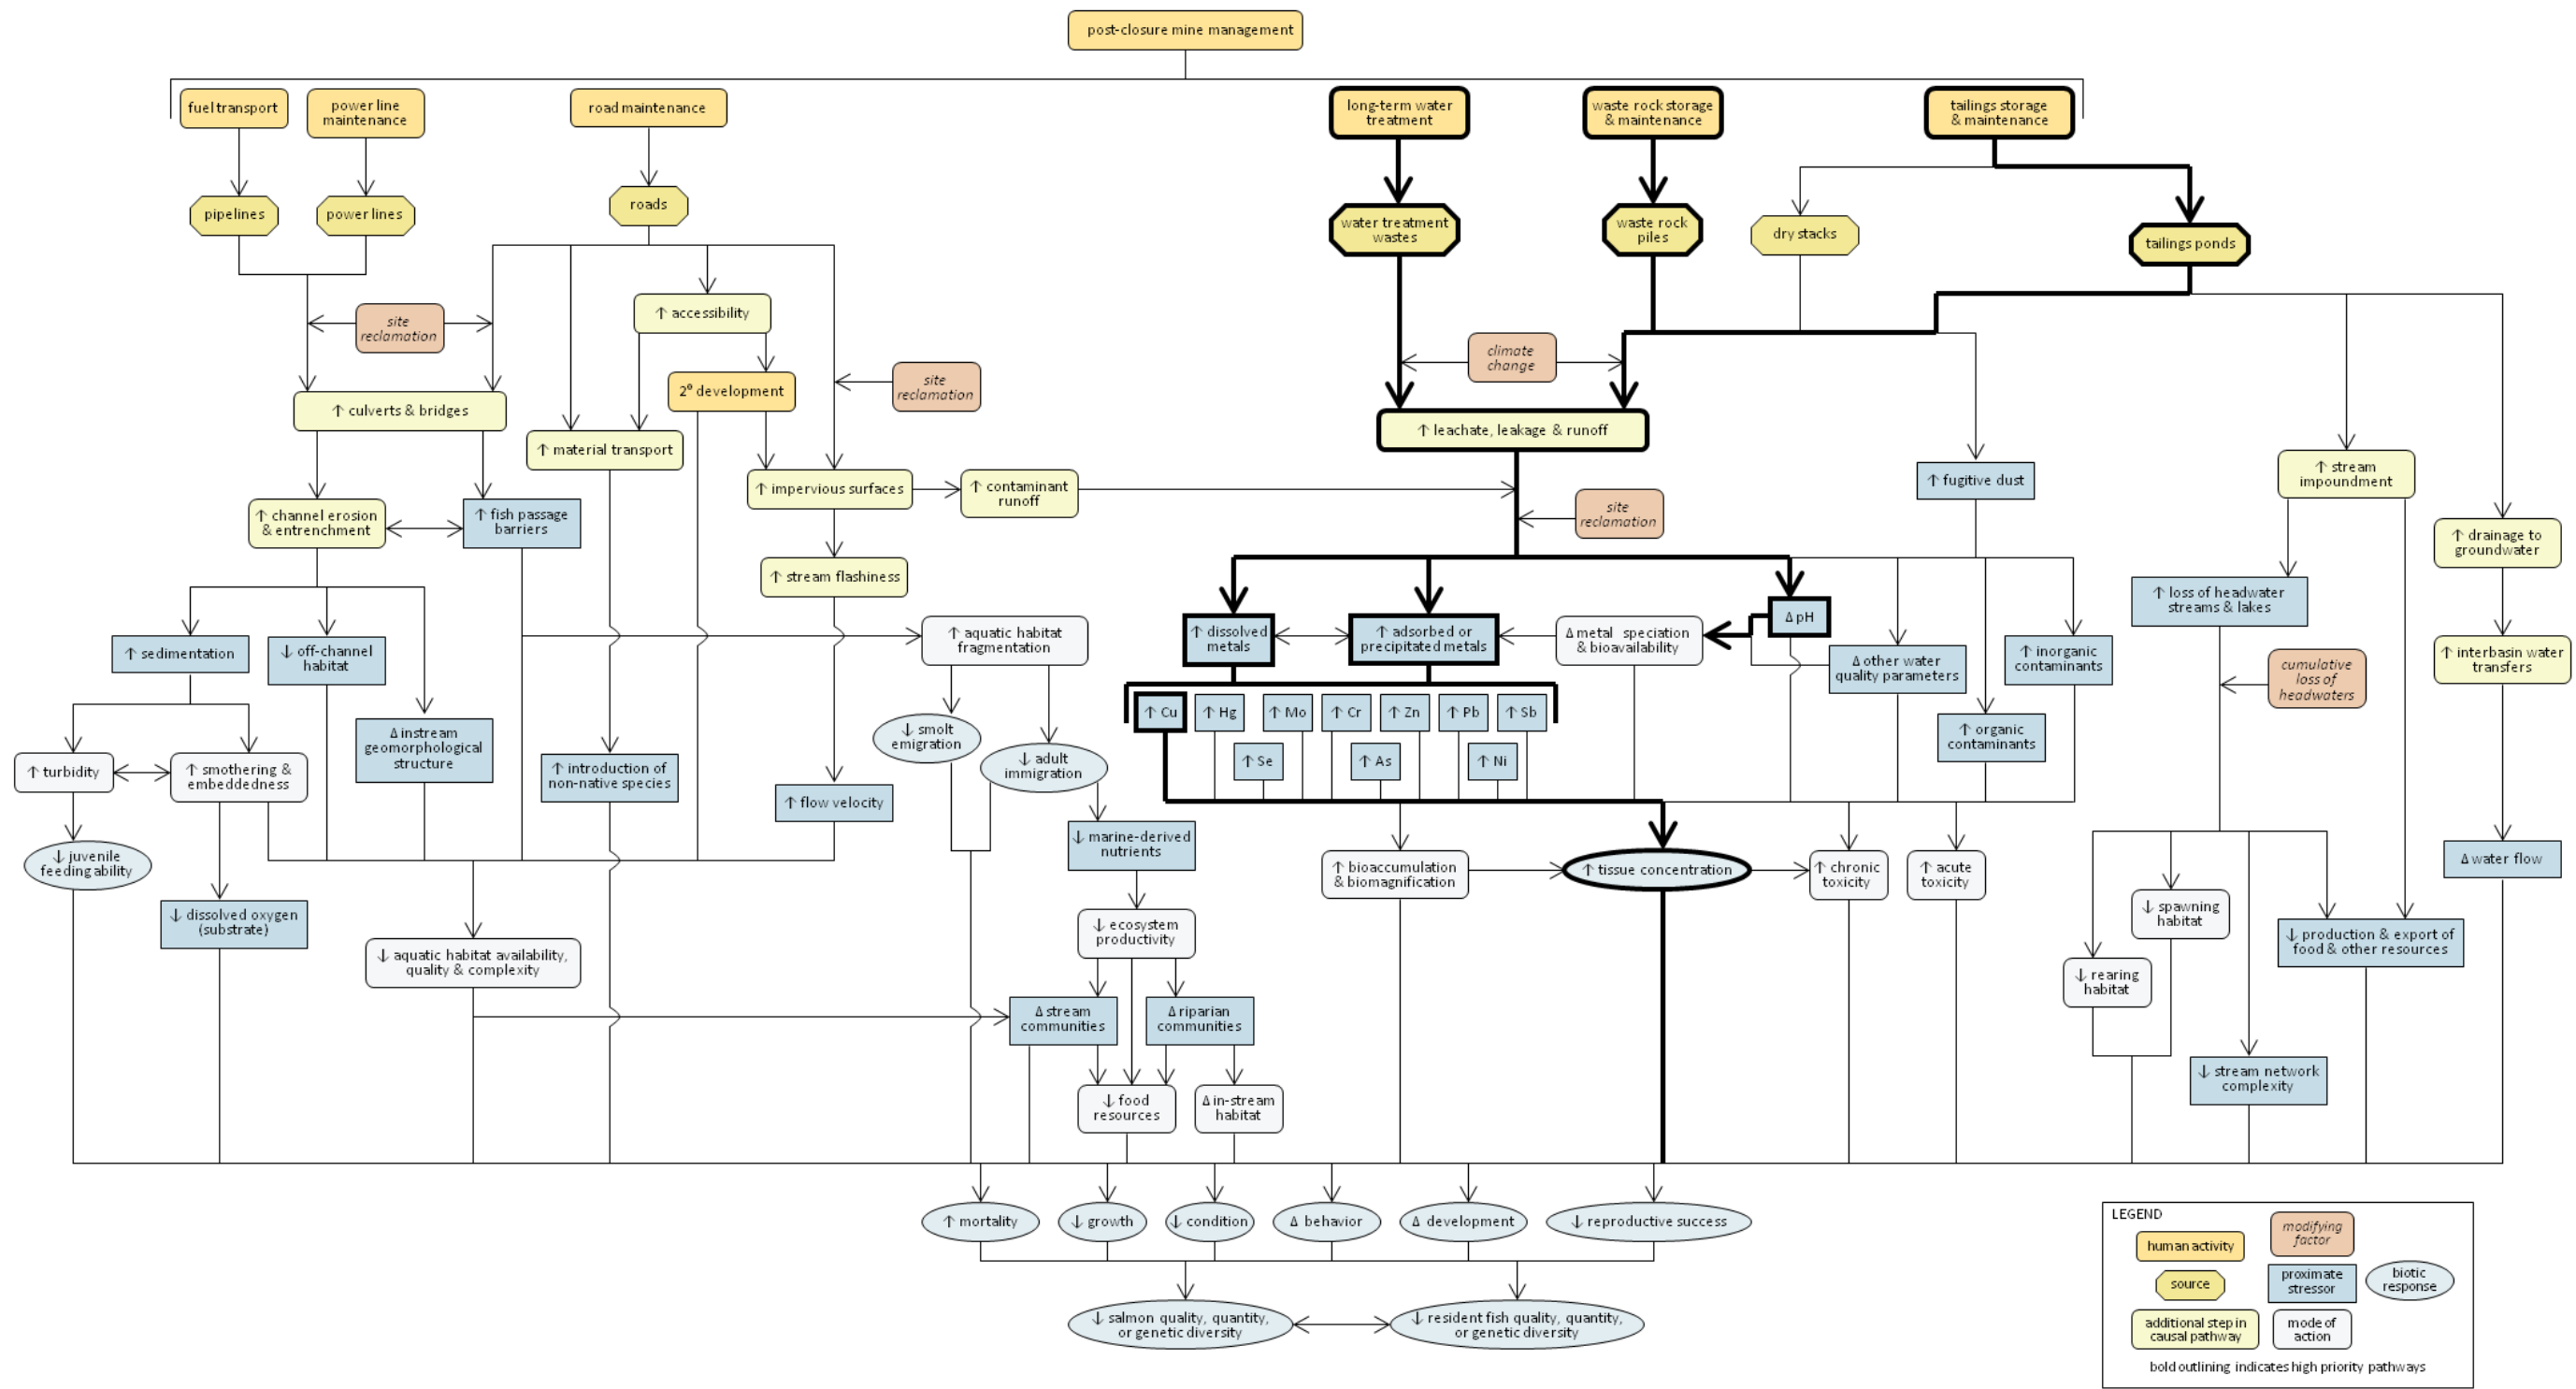 post-closure mine management
fuel transport
power line
maintenance
road maintenance
long-term water
treatment
waste rock storage
& maintenance
tailings storage
& maintenance
pipelines
power lines
roads
water treatment
wastes
waste rock
piles
dry stacks
tailings ponds
site
reclamation
↑ accessibility
climate
change
2° development
site
reclamation
↑ culverts & bridges
↑ leachate, leakage & runoff
↑ material transport
↑ impervious surfaces
↑ contaminant
runoff
↑ fugitive dust
↑ stream
impoundment
↑ channel erosion
& entrenchment
↑ fish passage
barriers
site
reclamation
↑ drainage to
groundwater
↑ stream flashiness
↑ loss of headwater
streams & lakes
↑ sedimentation
↓ off-channel
habitat
↑ aquatic habitat
fragmentation
↑ dissolved
metals
↑ adsorbed or
precipitated metals
Δ metal speciation
& bioavailability
Δ pH
Δ other water
quality parameters
↑ inorganic
contaminants
↑ interbasin water
transfers
cumulative
loss of
headwaters
↑ Cu
↑ Hg
↑ Mo
↑ Cr
↑ Zn
↑ Pb
↑ Sb
↑ Se
↑ As
↑ Ni
↑ organic
contaminants
Δ instream
geomorphological
structure
↓ smolt
emigration
↓ adult
immigration
↑ turbidity
↑ smothering &
embeddedness
↑ introduction of
non-native species
↑ flow velocity
↓ marine-derived
nutrients
↓ juvenile
feeding ability
↑ bioaccumulation
& biomagnification
↑ tissue concentration
↑ chronic
toxicity
↑ acute
toxicity
Δ water flow
↓ dissolved oxygen
(substrate)
↓ ecosystem
productivity
↓ spawning
habitat
↓ production & export of
food & other resources
↓ aquatic habitat availability,
quality & complexity
↓ rearing
habitat
Δ stream
communities
Δ riparian
communities
↓ stream network
complexity
↓ food
resources
Δ in-stream
habitat
↑ mortality
↓ growth
↓ condition
Δ behavior
Δ development
↓ reproductive success
↓ salmon quality, quantity,
or genetic diversity
↓ resident fish quality, quantity,
or genetic diversity
LEGEND
human activity
modifying
factor
source
proximate
stressor
biotic
response
additional step in
causal pathway
mode of
action
bold outlining indicates high priority pathways